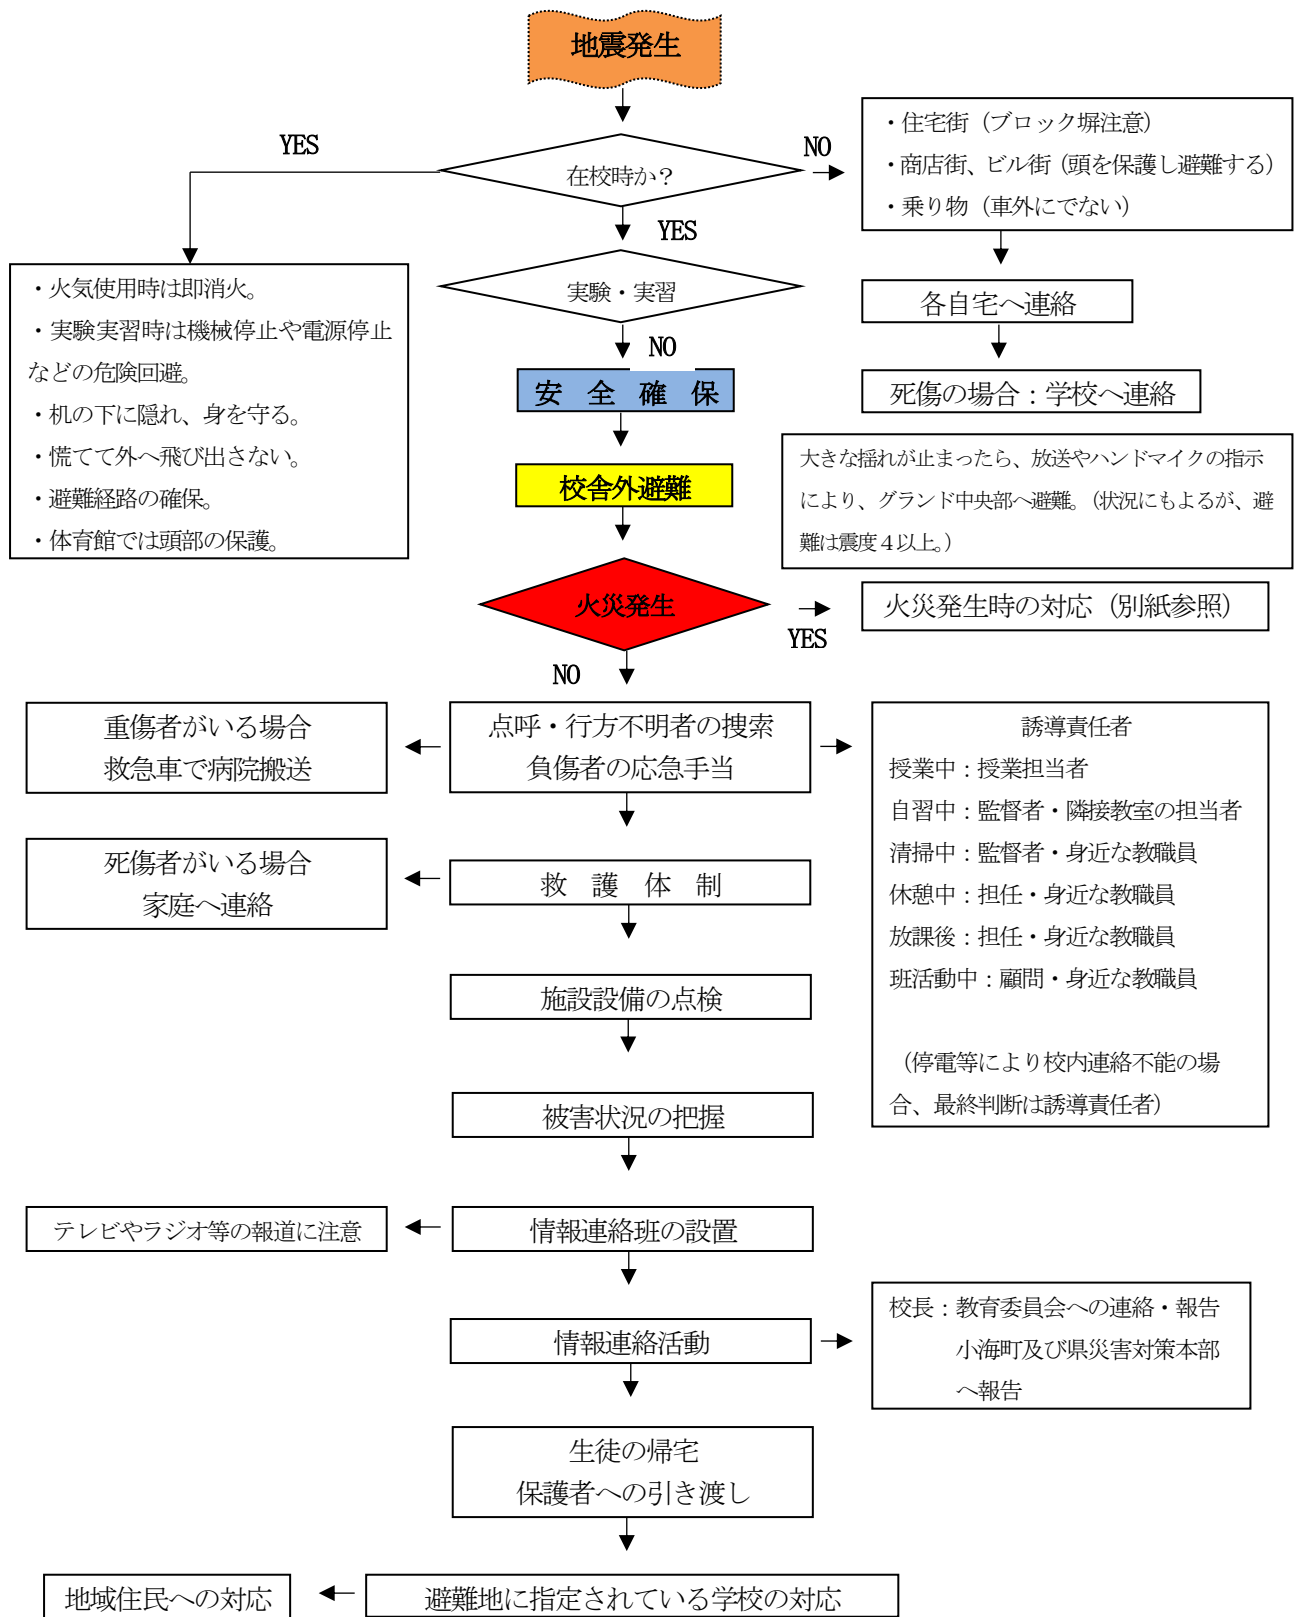 地震発生
YES
在校時か？
NO
・住宅街（ブロック塀注意）
・商店街、ビル街（頭を保護し避難する）
・乗り物（車外にでない）
YES
・火気使用時は即消火。
・実験実習時は機械停止や電源停止
などの危険回避。
・机の下に隠れ、身を守る。
・慌てて外へ飛び出さない。
・避難経路の確保。
・体育館では頭部の保護。
実験・実習
NO
各自宅へ連絡
死傷の場合：学校へ連絡
安　全　確　保
校舎外避難
大きな揺れが止まったら、放送やハンドマイクの指示
により、グランド中央部へ避難。（状況にもよるが、避
難は震度４以上。）
火災発生
YES
火災発生時の対応（別紙参照）
NO
重傷者がいる場合
救急車で病院搬送
点呼・行方不明者の捜索
負傷者の応急手当
誘導責任者
授業中：授業担当者
自習中：監督者・隣接教室の担当者
清掃中：監督者・身近な教職員
休憩中：担任・身近な教職員
放課後：担任・身近な教職員
班活動中：顧問・身近な教職員
（停電等により校内連絡不能の場
合、最終判断は誘導責任者）
死傷者がいる場合
家庭へ連絡
救　護　体　制
施設設備の点検
被害状況の把握
テレビやラジオ等の報道に注意
情報連絡班の設置
情報連絡活動
校長：教育委員会への連絡・報告
小海町及び県災害対策本部
へ報告
生徒の帰宅
保護者への引き渡し
地域住民への対応
避難地に指定されている学校の対応